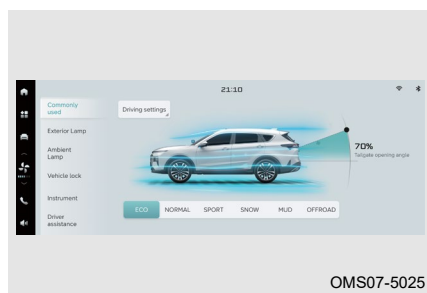 21:10
Commonly
used
Driving settings
Exterior Lamp
Ambient
Lamp
Vehicle lock
Instrument
Driver
assistance
70%
Tailgate opening angle
ECO NORMAL SPORT SNOW MUD OFFROAD
OMS07-5025